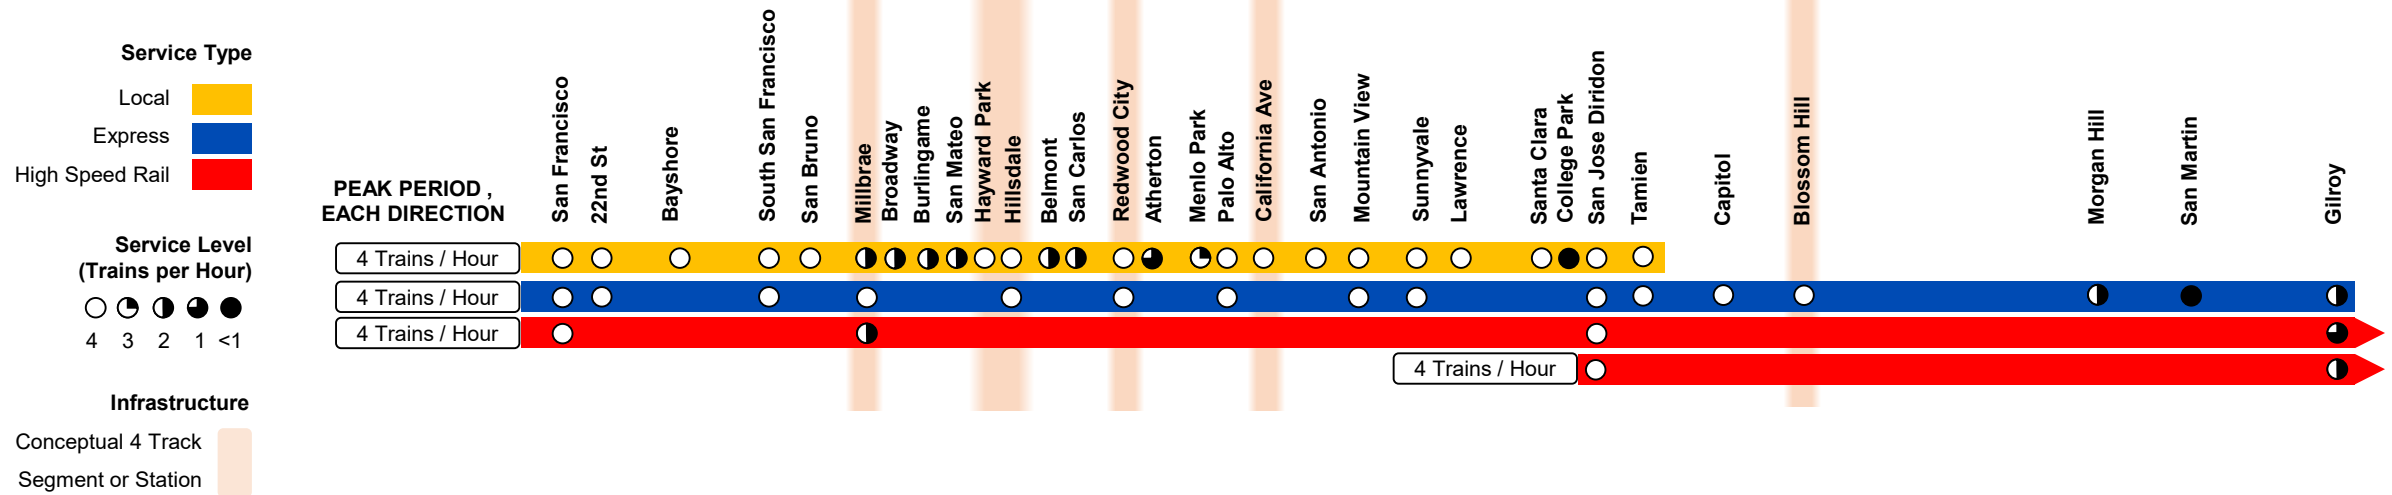 Service Type
Local
Express
High Speed Rail
Service Level
(Trains per Hour)
4 3 2 1 <1
Infrastructure
Conceptual 4 Track
Segment or Station
PEAK PERIOD ,
EACH DIRECTION
San Francisco
22nd St
Bayshore
South San Francisco
San Bruno
Millbrae
Broadway
Burlingame
San Mateo
Hayward Park
Hillsdale
Belmont
San Carlos
Redwood City
Atherton
Menlo Park
Palo Alto
California Ave
San Antonio
Mountain View
Sunnyvale
Lawrence
Santa Clara
College Park
San Jose Diridon
Tamien
Capitol
Blossom Hill
Morgan Hill
San Martin
Gilroy
4 Trains / Hour
4 Trains / Hour
4 Trains / Hour
4 Trains / Hour